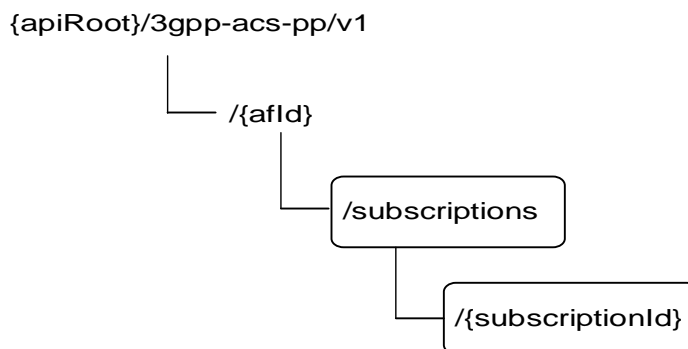 {apiRoot}/3gpp-acs-pp/v1
/{afId}
/subscriptions
/{subscriptionId}